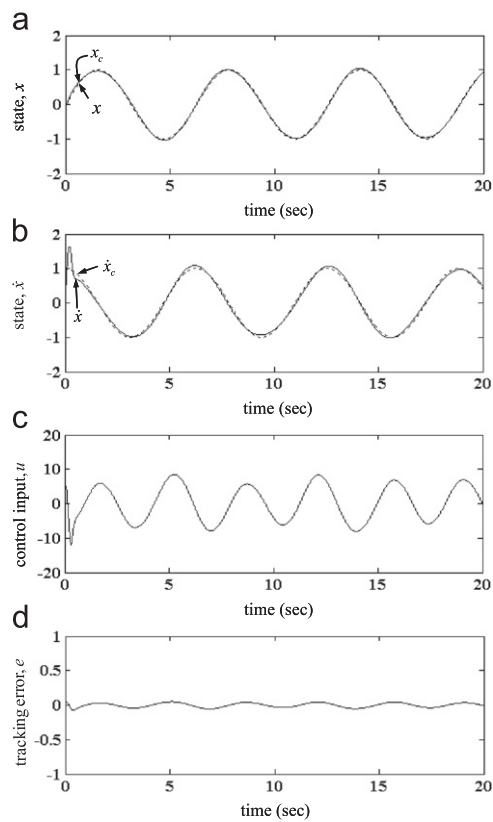 a
2
x_c
1
x
0
-1
-2
state, x
0 5 10 15 20
time (sec)
b
2
1
ẋ_c
0
ẋ
-1
-2
state, ẋ
0 5 10 15 20
time (sec)
c
20
10
0
-10
-20
control input, u
0 5 10 15 20
time (sec)
d
1
0.5
0
-0.5
-1
tracking error, e
0 5 10 15 20
time (sec)